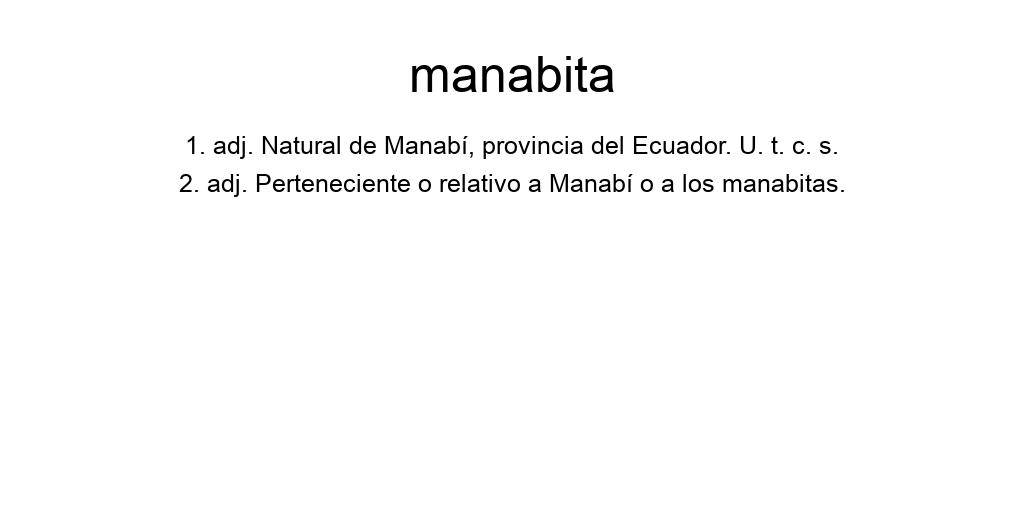 manabita
1. adj. Natural de Manabí, provincia del Ecuador. U. t. c. s.
2. adj. Perteneciente o relativo a Manabí o a los manabitas.